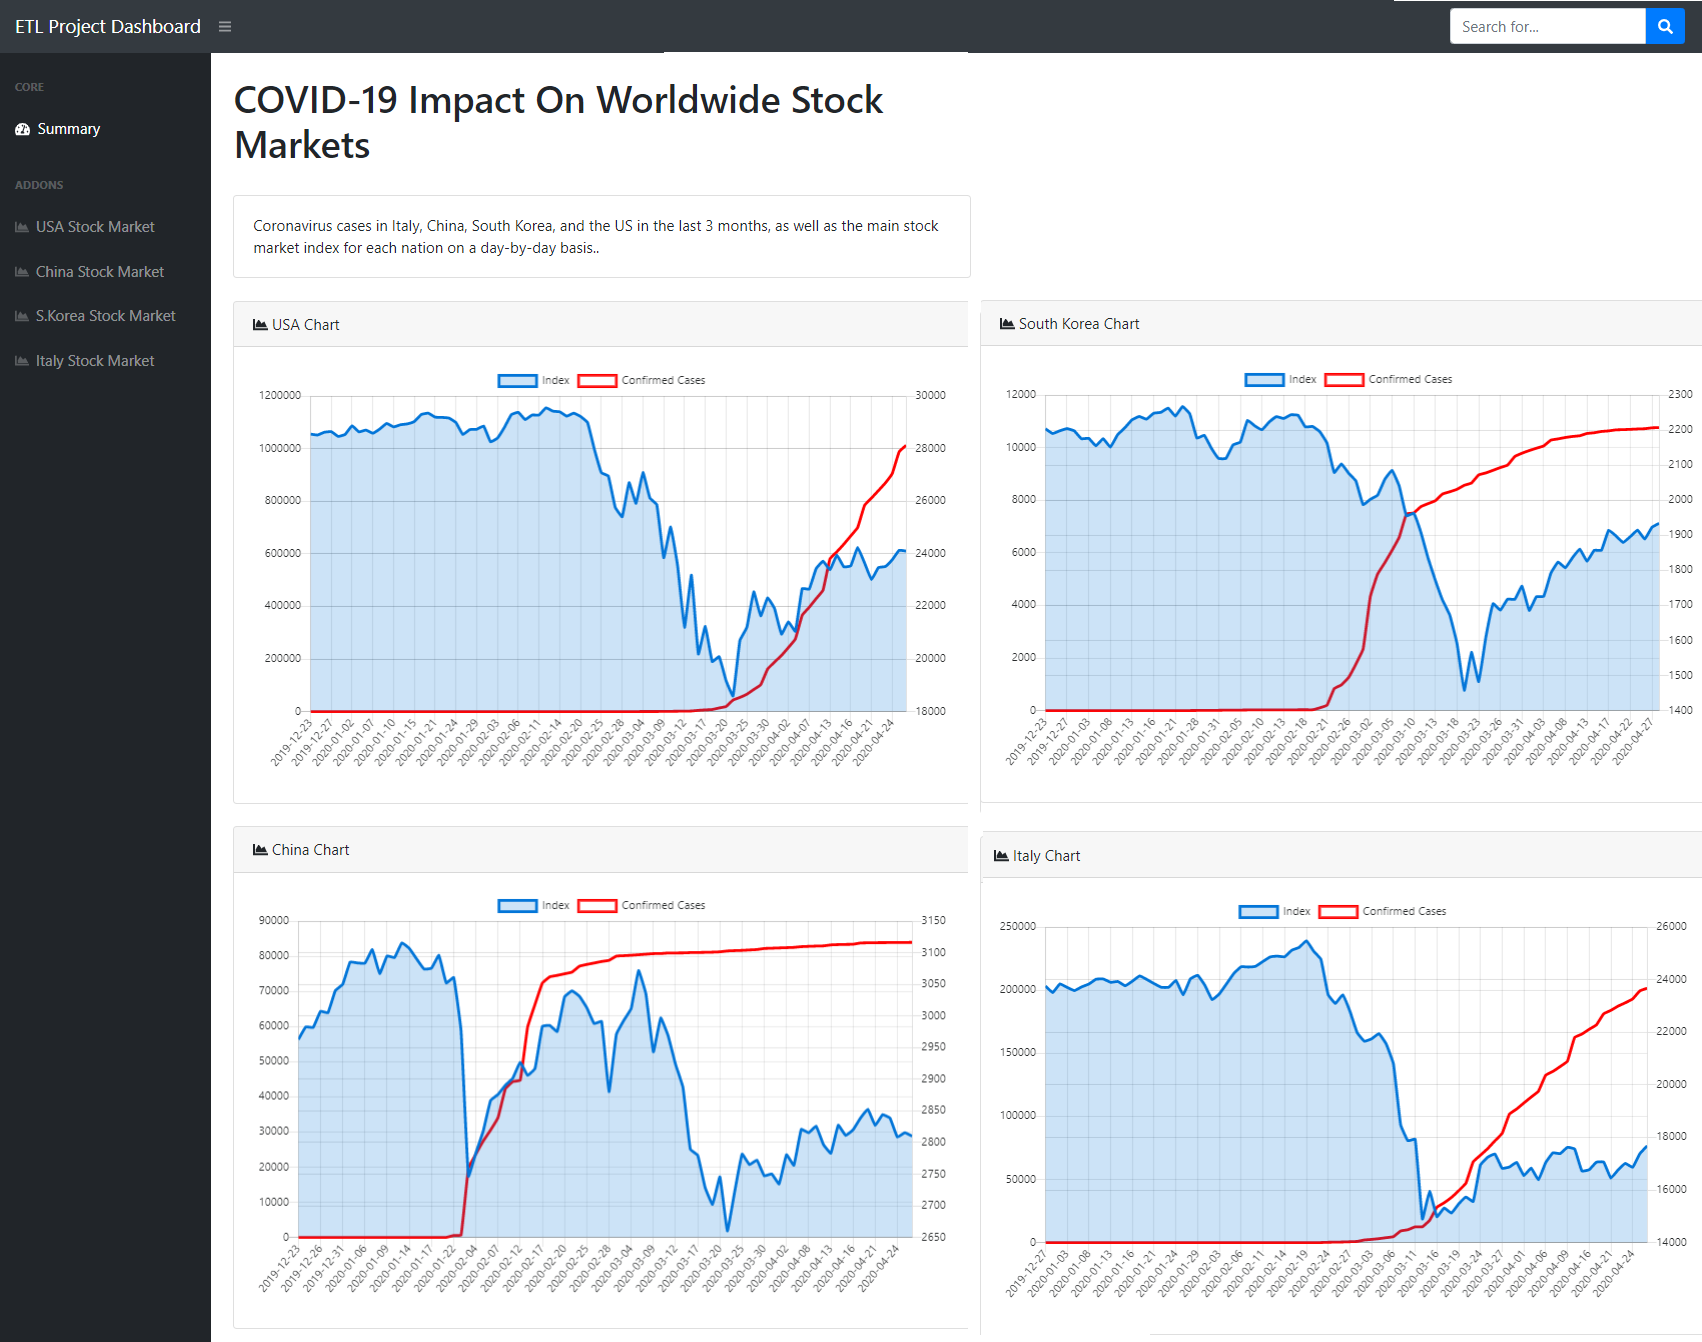 ETL Project Dashboard
Search for...
CORE
Summary
ADDONS
USA Stock Market
China Stock Market
S.Korea Stock Market
Italy Stock Market
COVID-19 Impact On Worldwide Stock
Markets
Coronavirus cases in Italy, China, South Korea, and the US in the last 3 months, as well as the main stock
market index for each nation on a day-by-day basis..
USA Chart
Index Confirmed Cases
1200000 30000
1000000 28000
800000 26000
600000 24000
400000 22000
200000 20000
0 18000
2019-12-23 2019-12-27 2020-01-02 2020-01-07 2020-01-10 2020-01-15 2020-01-21 2020-01-24 2020-01-29 2020-02-03 2020-02-06 2020-02-11 2020-02-14 2020-02-20 2020-02-25 2020-02-28 2020-03-04 2020-03-09 2020-03-12 2020-03-17 2020-03-20 2020-03-25 2020-03-30 2020-04-02 2020-04-07 2020-04-13 2020-04-16 2020-04-21 2020-04-24
South Korea Chart
Index Confirmed Cases
12000 2300
2200
10000 2100
8000 2000
1900
6000 1800
4000 1700
1600
2000 1500
0 1400
2019-12-23 2019-12-27 2020-01-03 2020-01-08 2020-01-13 2020-01-16 2020-01-21 2020-01-28 2020-01-31 2020-02-05 2020-02-10 2020-02-13 2020-02-18 2020-02-21 2020-02-26 2020-03-02 2020-03-05 2020-03-10 2020-03-13 2020-03-18 2020-03-23 2020-03-26 2020-03-31 2020-04-03 2020-04-08 2020-04-13 2020-04-17 2020-04-22 2020-04-27
China Chart
Index Confirmed Cases
90000 3150
80000 3100
70000 3050
60000 3000
50000 2950
2900
40000 2850
30000 2800
20000 2750
10000 2700
0 2650
2019-12-23 2019-12-26 2019-12-31 2020-01-06 2020-01-09 2020-01-14 2020-01-17 2020-01-22 2020-02-04 2020-02-07 2020-02-12 2020-02-17 2020-02-20 2020-02-25 2020-02-28 2020-03-04 2020-03-09 2020-03-12 2020-03-17 2020-03-20 2020-03-25 2020-03-30 2020-04-02 2020-04-08 2020-04-13 2020-04-16 2020-04-21 2020-04-24
Italy Chart
Index Confirmed Cases
250000 26000
24000
200000
22000
150000
20000
100000
18000
50000 16000
0 14000
2019-12-27 2020-01-03 2020-01-08 2020-01-13 2020-01-16 2020-01-21 2020-01-24 2020-01-29 2020-02-03 2020-02-06 2020-02-11 2020-02-14 2020-02-19 2020-02-24 2020-02-27 2020-03-03 2020-03-06 2020-03-11 2020-03-16 2020-03-19 2020-03-24 2020-03-27 2020-04-01 2020-04-06 2020-04-09 2020-04-16 2020-04-21 2020-04-24